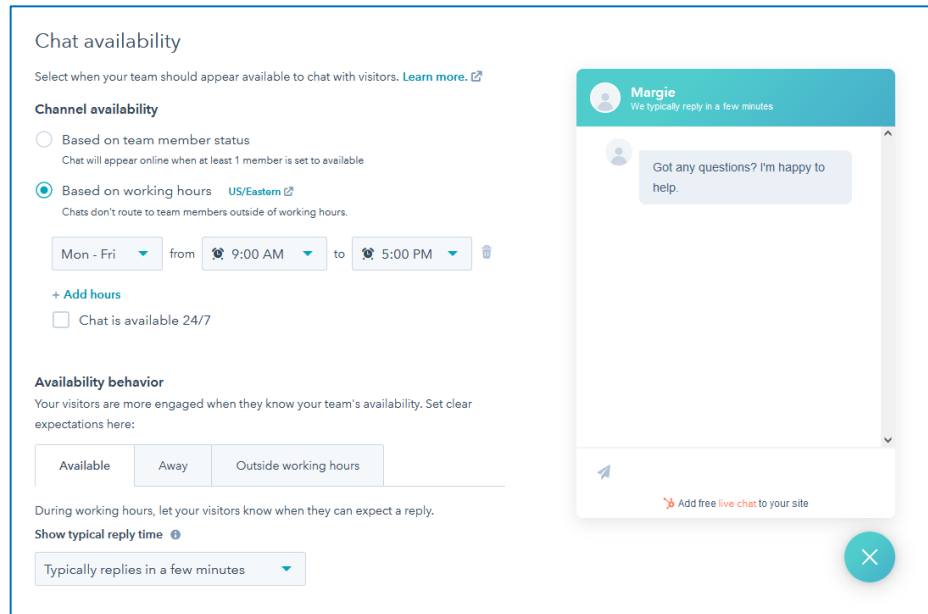 Chat availability
Select when your team should appear available to chat with visitors. Learn more.
Channel availability
Based on team member status
Chat will appear online when at least 1 member is set to available
Based on working hours US/Eastern
Chats don't route to team members outside of working hours.
Mon - Fri from 9:00 AM to 5:00 PM
+ Add hours
Chat is available 24/7
Availability behavior
Your visitors are more engaged when they know your team's availability. Set clear
expectations here:
Available Away Outside working hours
During working hours, let your visitors know when they can expect a reply.
Show typical reply time
Typically replies in a few minutes
Margie
We typically reply in a few minutes
Got any questions? I'm happy to
help.
Add free live chat to your site